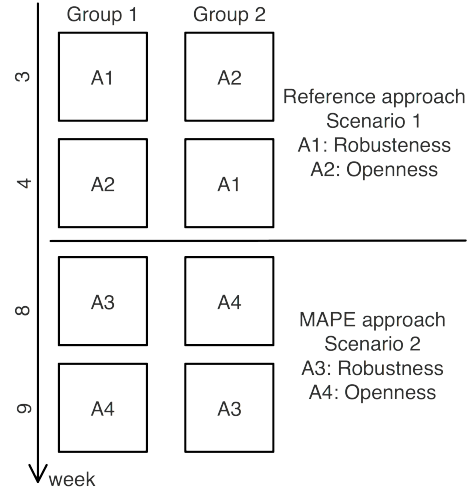 Group 1 Group 2
3 A1 A2
Reference approach
Scenario 1
A1: Robusteness
A2: Openness
4 A2 A1
8 A3 A4
MAPE approach
Scenario 2
A3: Robustness
A4: Openness
9 A4 A3
week